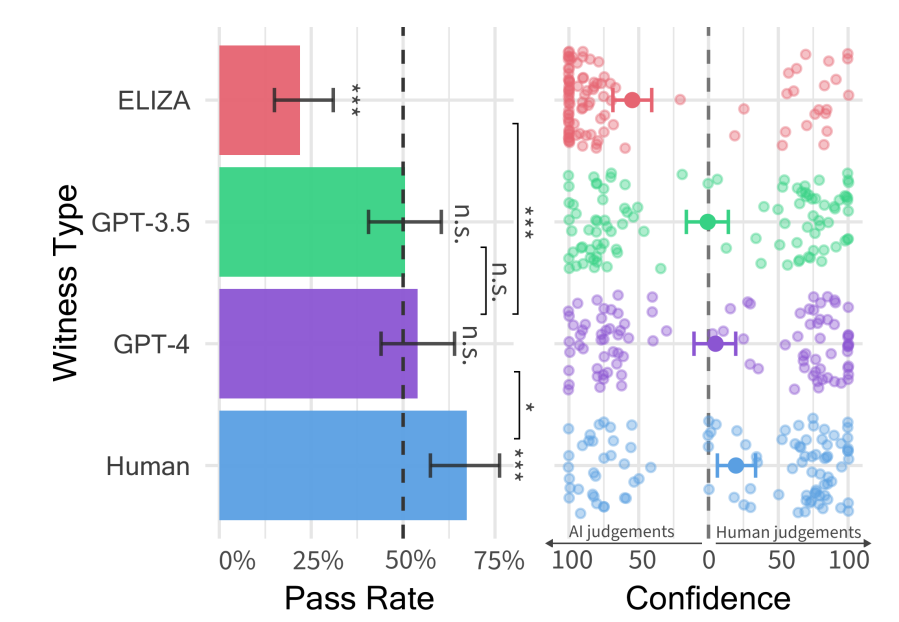 Witness Type
ELIZA
GPT-3.5
GPT-4
Human
***
n.s.
***
n.s.
n.s.
*
***
AI judgements
Human judgements
0% 25% 50% 75%
100 50 0 50 100
Pass Rate
Confidence